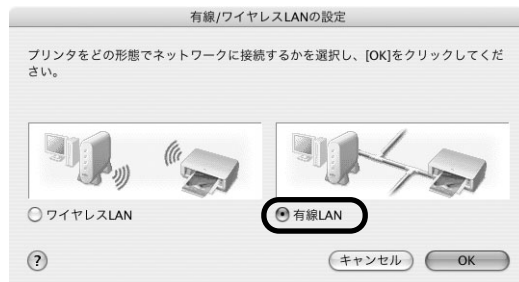 有線/ワイヤレスLANの設定
プリンタをどの形態でネットワークに接続するかを選択し、[OK]をクリックしてくだ
さい。
ワイヤレスLAN
有線LAN
?
キャンセル
OK